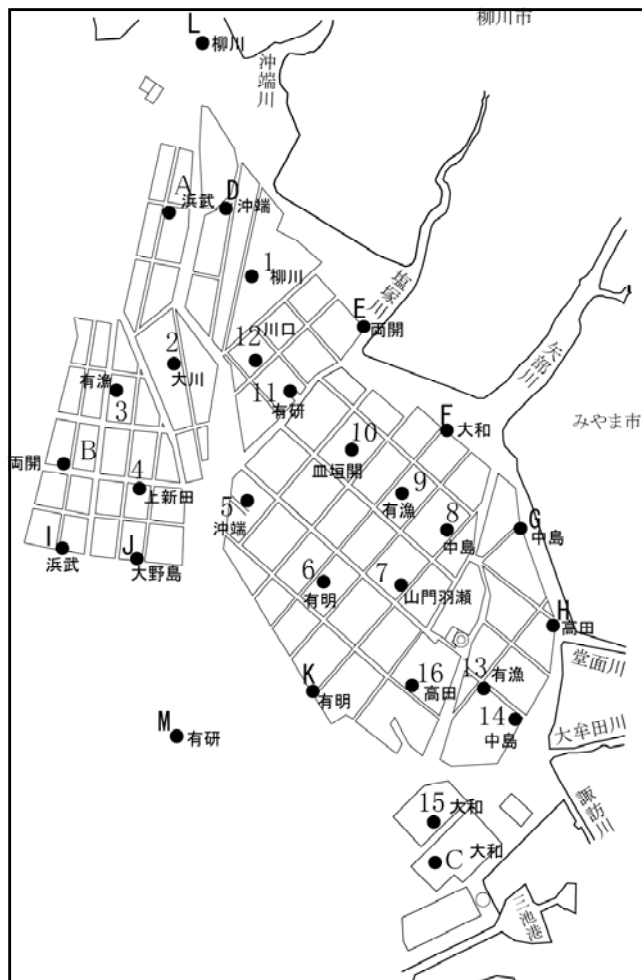 柳川市
L
柳川
沖端川
A
浜武
D
沖端
1
柳川
塩塚川
E
両開
矢部川
12
川口
2
大川
有漁
3
11
有研
みやま市
F
大和
10
皿垣開
両開
B
4
上新田
9
有漁
5
沖端
8
中島
G
中島
I
浜武
J
大野島
6
有明
7
山門羽瀬
H
高田
堂面川
K
有明
16
高田
13
有漁
14
中島
大牟田川
M
有研
諏訪川
15
大和
C
大和
三池港